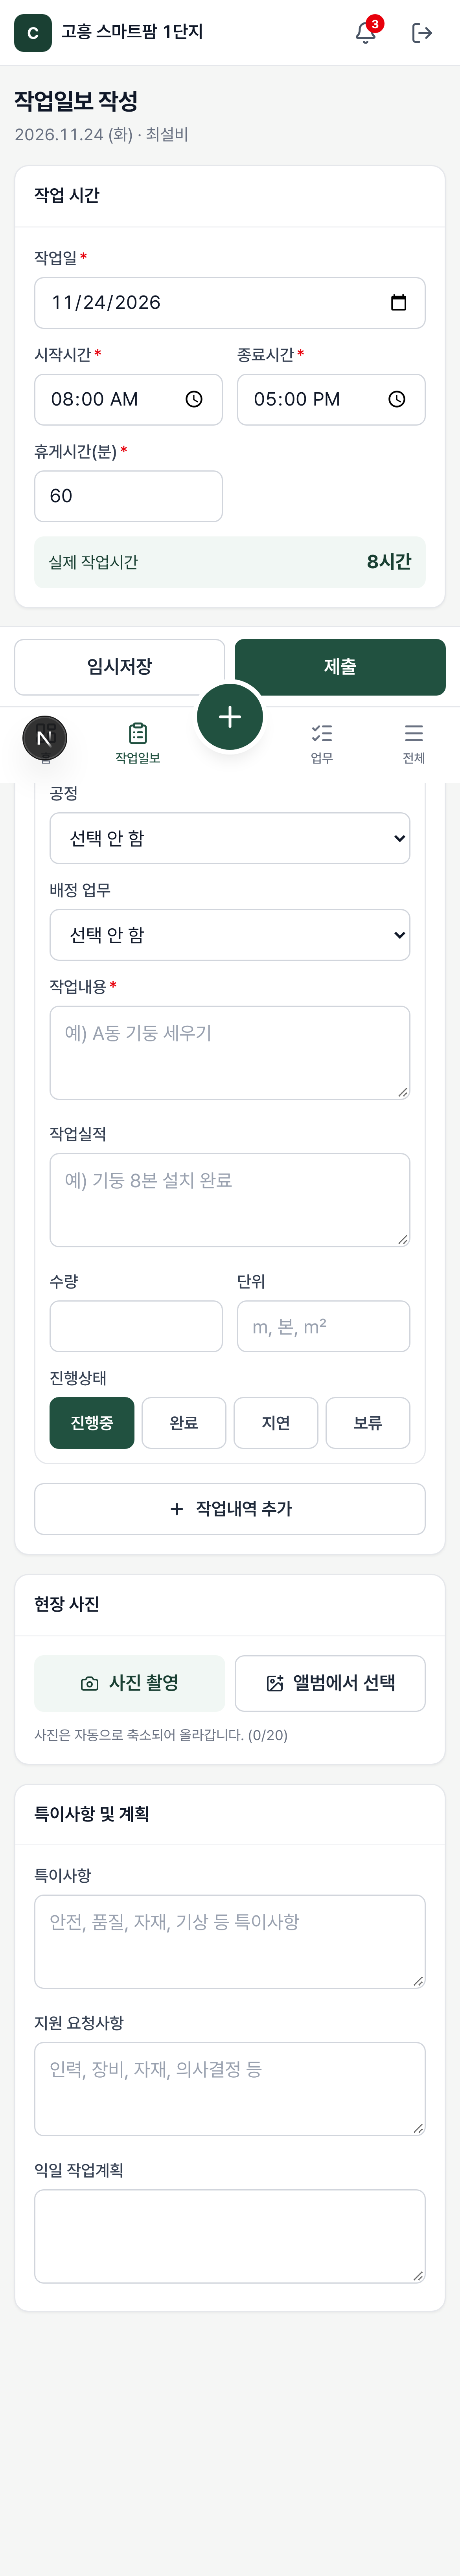 C 고흥 스마트팜 1단지 3
작업일보 작성
2026.11.24 (화) · 최설비
작업 시간
작업일*
11/24/2026
시작시간* 종료시간*
08:00 AM 05:00 PM
휴게시간(분)*
60
실제 작업시간 8시간
임시저장 제출
N 작업일보 업무 전체
공정
선택 안 함
배정 업무
선택 안 함
작업내용*
예) A동 기둥 세우기
작업실적
예) 기둥 8본 설치 완료
수량 단위
m, 본, m²
진행상태
진행중 완료 지연 보류
+ 작업내역 추가
현장 사진
사진 촬영 앨범에서 선택
사진은 자동으로 축소되어 올라갑니다. (0/20)
특이사항 및 계획
특이사항
안전, 품질, 자재, 기상 등 특이사항
지원 요청사항
인력, 장비, 자재, 의사결정 등
익일 작업계획